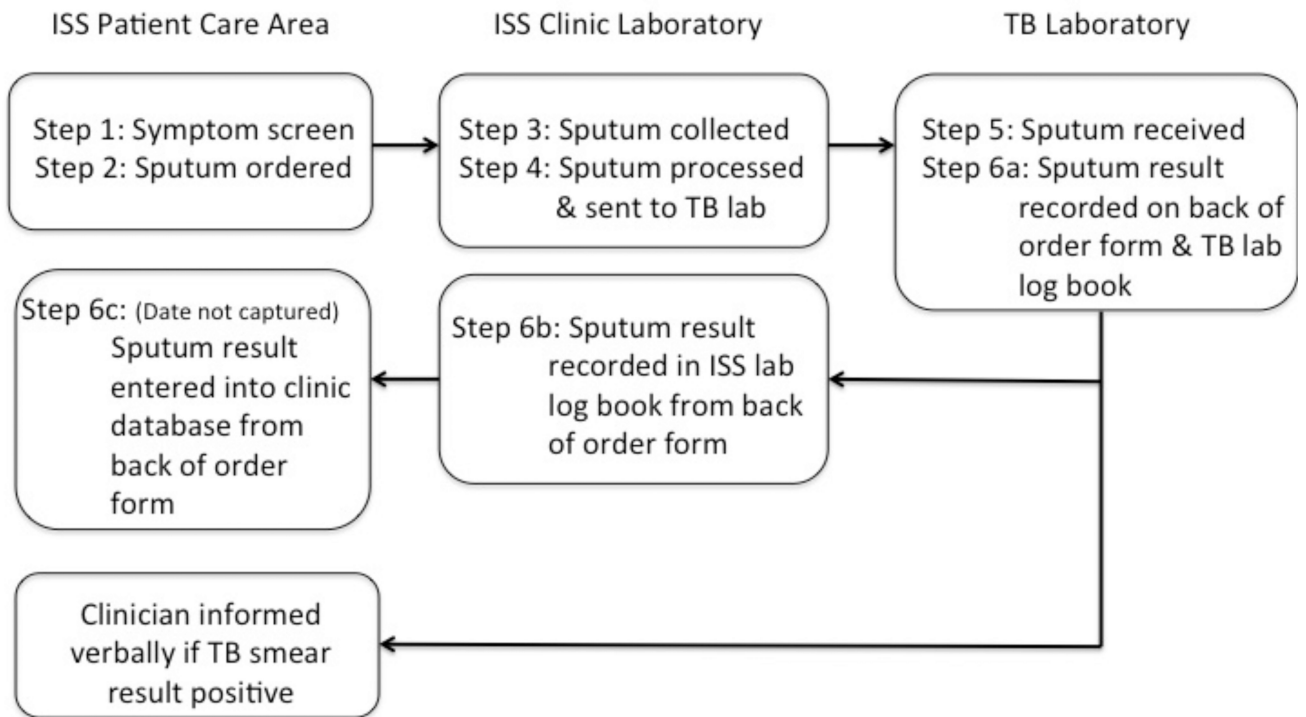 ISS Patient Care Area
ISS Clinic Laboratory
TB Laboratory
Step 1: Symptom screen
Step 2: Sputum ordered
Step 3: Sputum collected
Step 4: Sputum processed
& sent to TB lab
Step 5: Sputum received
Step 6a: Sputum result
recorded on back of
order form & TB lab
log book
Step 6c: (Date not captured)
Sputum result
entered into clinic
database from
back of order
form
Step 6b: Sputum result
recorded in ISS lab
log book from back
of order form
Clinician informed
verbally if TB smear
result positive